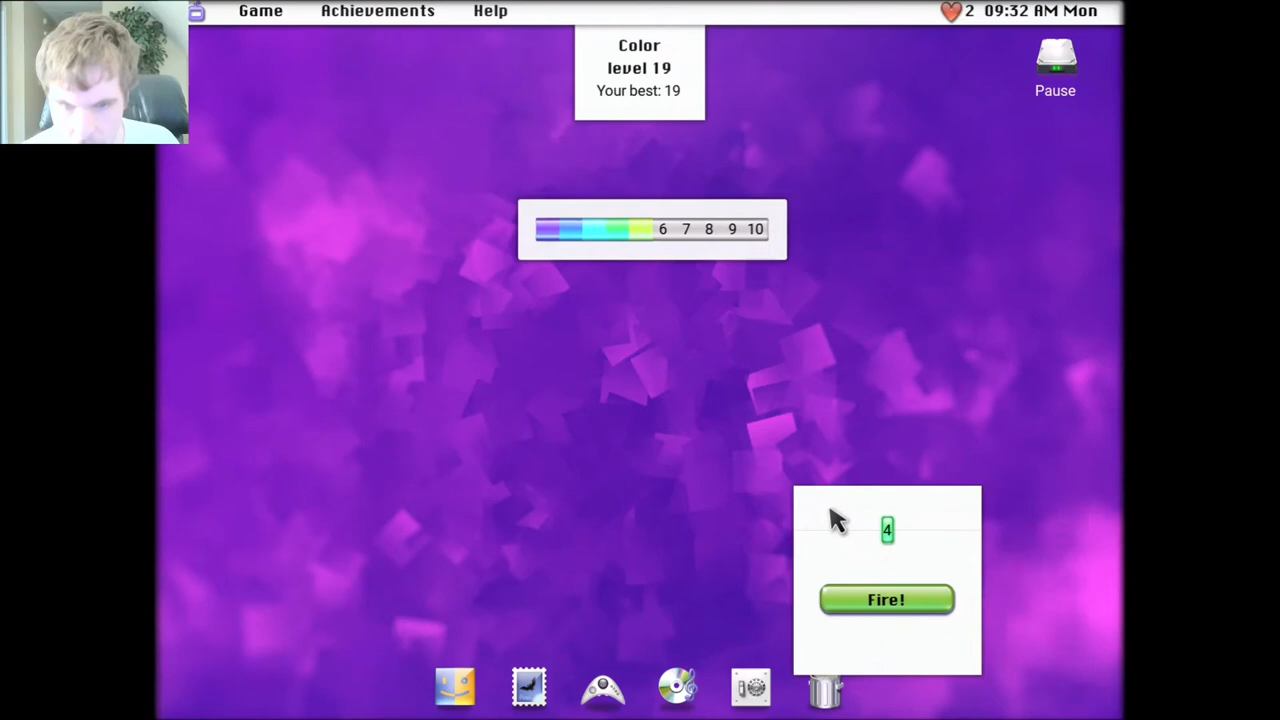 Game Achievements Help 2 09:32 AM Mon
Color
level 19
Your best: 19
Pause
6 7 8 9 10
4
Fire!